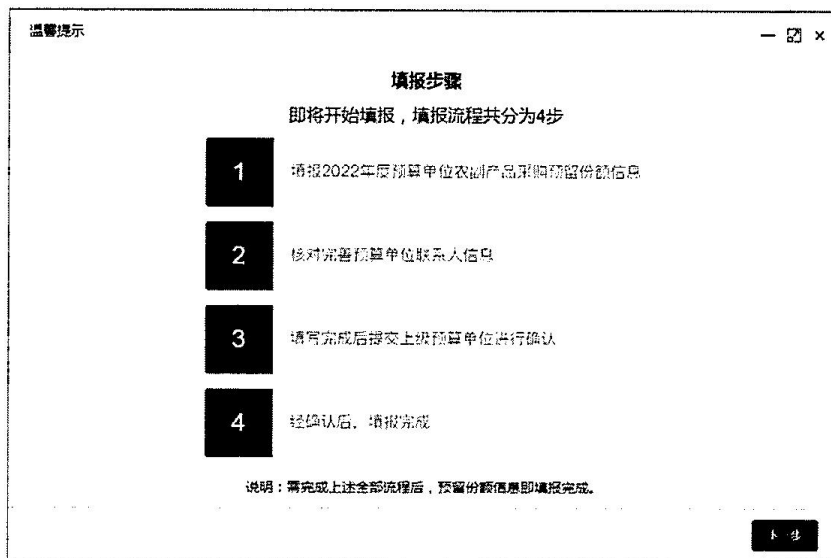 温馨提示
填报步骤
即将开始填报，填报流程共分为4步
1 填报2022年度预算单位农副产品采购预留份额信息
2 核对完善预算单位联系人信息
3 填写完成后提交上级预算单位进行确认
4 经确认后，填报完成
说明：需完成上述全部流程后，预留份额信息即填报完成。
下一步